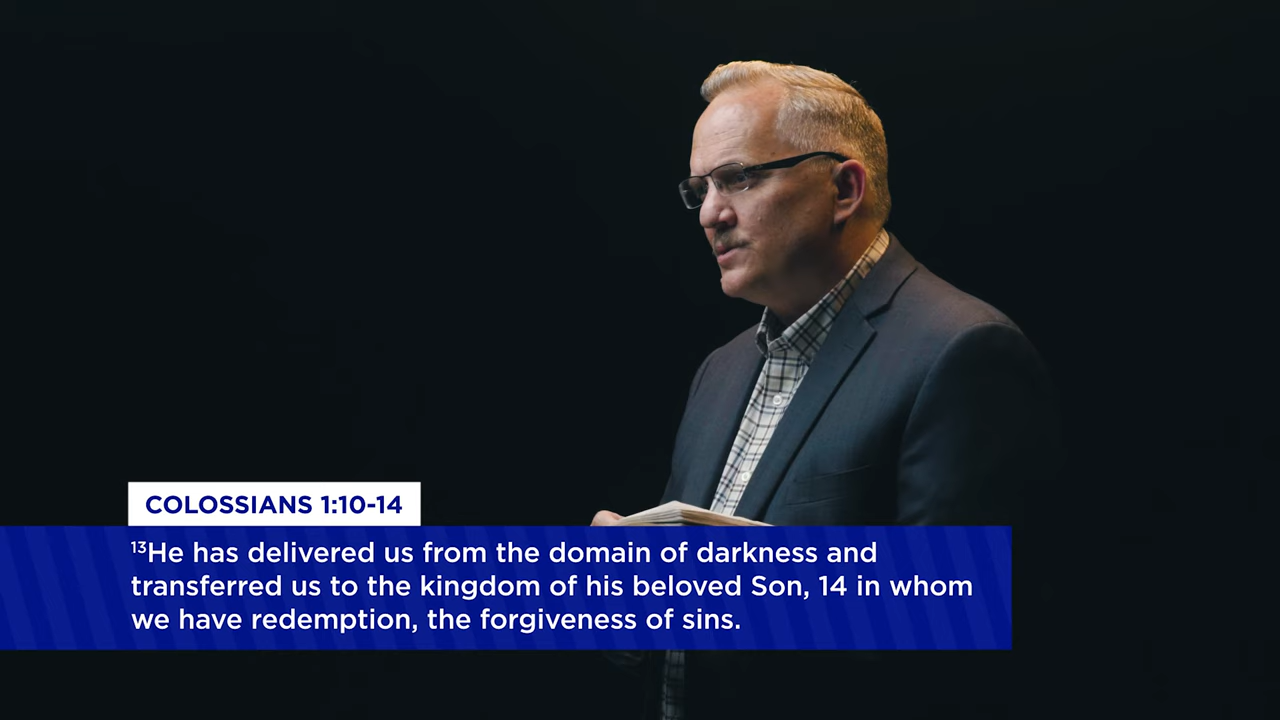 COLOSSIANS 1:10-14
¹³He has delivered us from the domain of darkness and
transferred us to the kingdom of his beloved Son, 14 in whom
we have redemption, the forgiveness of sins.